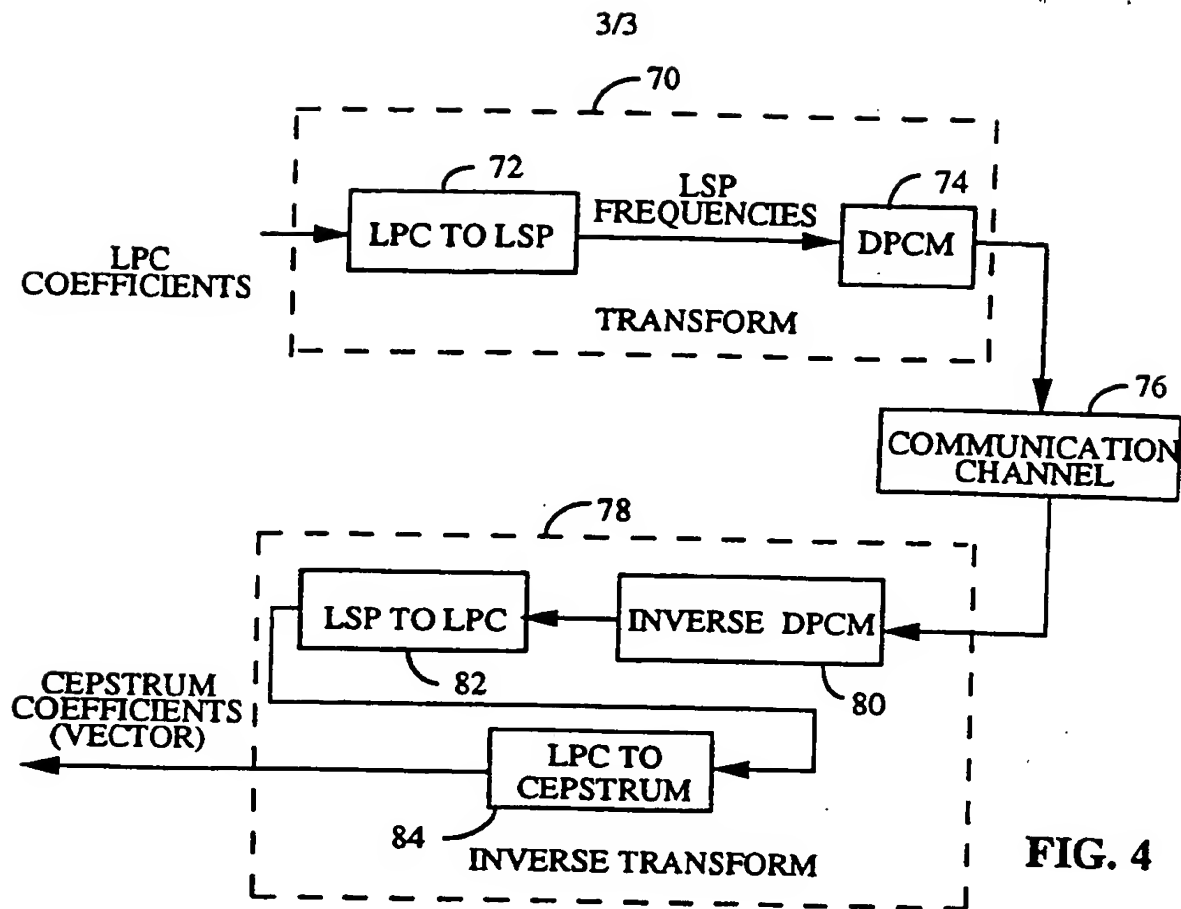 3/3
70
72
LPC TO LSP
LSP
FREQUENCIES
74
DPCM
LPC
COEFFICIENTS
TRANSFORM
76
COMMUNICATION
CHANNEL
78
LSP TO LPC
INVERSE DPCM
82
80
CEPSTRUM
COEFFICIENTS
(VECTOR)
LPC TO
CEPSTRUM
84
INVERSE TRANSFORM
FIG. 4